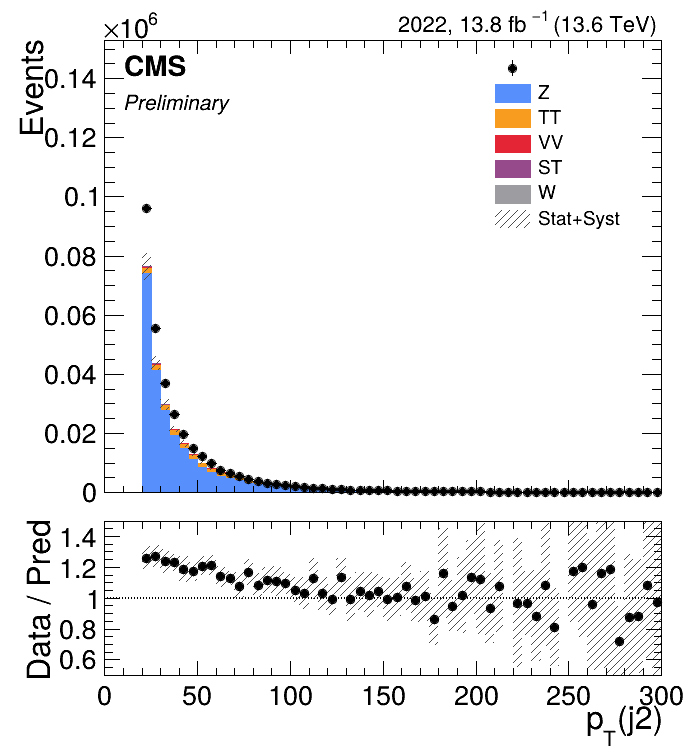 ×10⁶
2022, 13.8 fb⁻¹ (13.6 TeV)
Events
CMS
Preliminary
Z
TT
VV
ST
W
Stat+Syst
0.14
0.12
0.1
0.08
0.06
0.04
0.02
0
Data / Pred
1.4
1.2
1
0.8
0.6
0 50 100 150 200 250 300
p_T(j2)